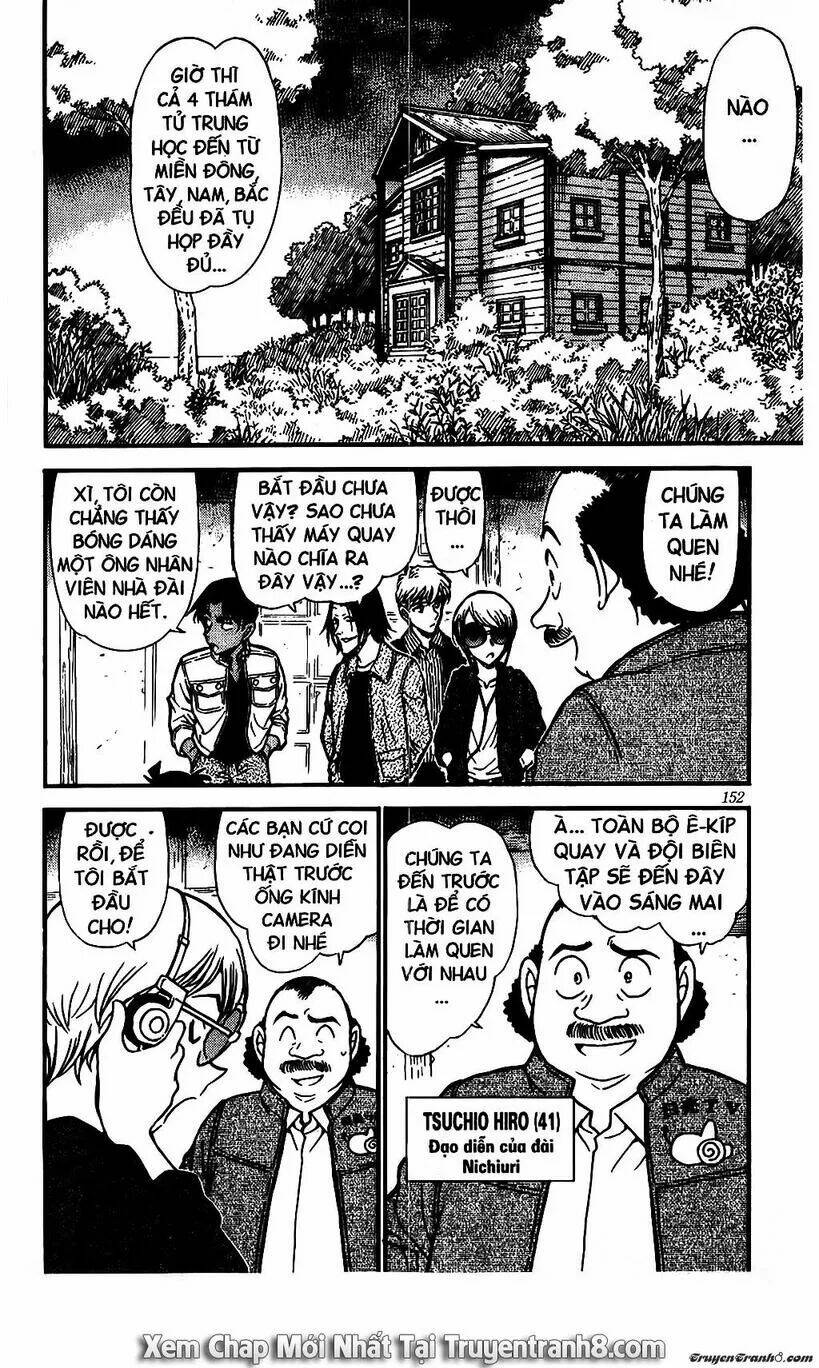 NÀO
...
GIỜ THÌ
CẢ 4 THÁM
TỬ TRUNG
HỌC ĐẾN TỪ
MIỀN ĐÔNG,
TÂY, NAM, BẮC
ĐỀU ĐÃ TỤ
HỌP ĐẦY
ĐỦ...
CHÚNG
TA LÀM
QUEN
NHÉ!
ĐƯỢC
THÔI
...
BẮT ĐẦU CHƯA
VẬY? SAO CHƯA
THẤY MÁY QUAY
NÀO CHĨA RA
ĐÂY VẬY...?
XÌ, TÔI CÒN
CHẲNG THẤY
BÓNG DÁNG
MỘT ÔNG NHÂN
VIÊN NHÀ ĐÀI
NÀO HẾT.
152
À... TOÀN BỘ Ê-KÍP
QUAY VÀ ĐỘI BIÊN
TẬP SẼ ĐẾN ĐÂY
VÀO SÁNG MAI
...
CHÚNG TA
ĐẾN TRƯỚC
LÀ ĐỂ CÓ
THỜI GIAN
LÀM QUEN
VỚI NHAU
...
TSUCHIO HIRO (41)
Đạo diễn của đài
Nichiuri
CÁC BẠN CỨ COI
NHƯ ĐANG DIỄN
THẬT TRƯỚC
ỐNG KÍNH
CAMERA
ĐI NHÉ
ĐƯỢC
RỒI, ĐỂ
TÔI BẮT
ĐẦU
CHO!
Xem Chap Mới Nhất Tại Truyentranh8.com
TruyenTranh8.com